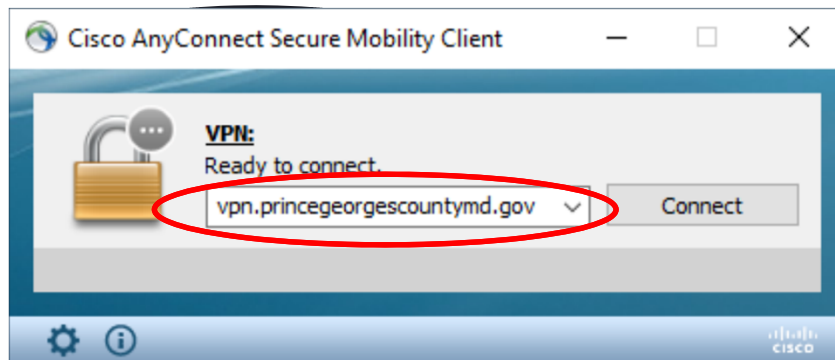 Cisco AnyConnect Secure Mobility Client
VPN:
Ready to connect.
vpn.princegeorgescountymd.gov
Connect
CISCO